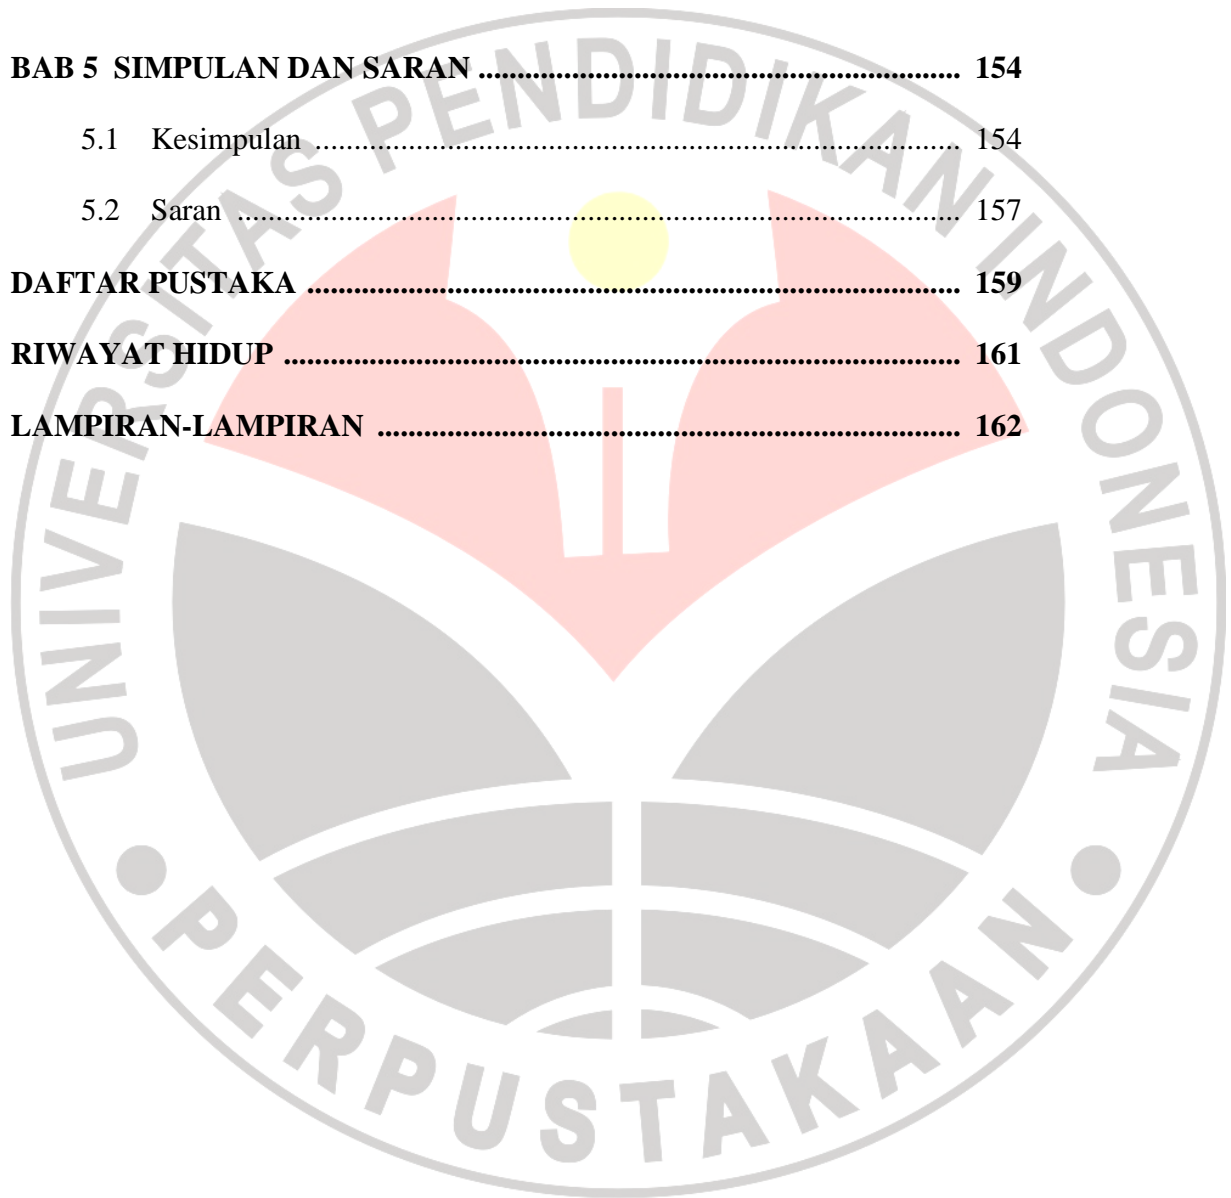 BAB 5 SIMPULAN DAN SARAN ............................................................. 154
5.1 Kesimpulan ................................................................................... 154
5.2 Saran ............................................................................................. 157
DAFTAR PUSTAKA ................................................................................... 159
RIWAYAT HIDUP ...................................................................................... 161
LAMPIRAN-LAMPIRAN .......................................................................... 162
UNIVERSITAS PENDIDIKAN INDONESIA
PERPUSTAKAAN